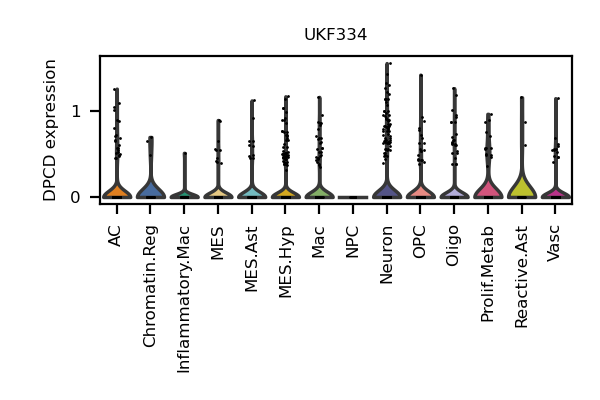 UKF334
DPCD expression
1
0
AC
Chromatin.Reg
Inflammatory.Mac
MES
MES.Ast
MES.Hyp
Mac
NPC
Neuron
OPC
Oligo
Prolif.Metab
Reactive.Ast
Vasc